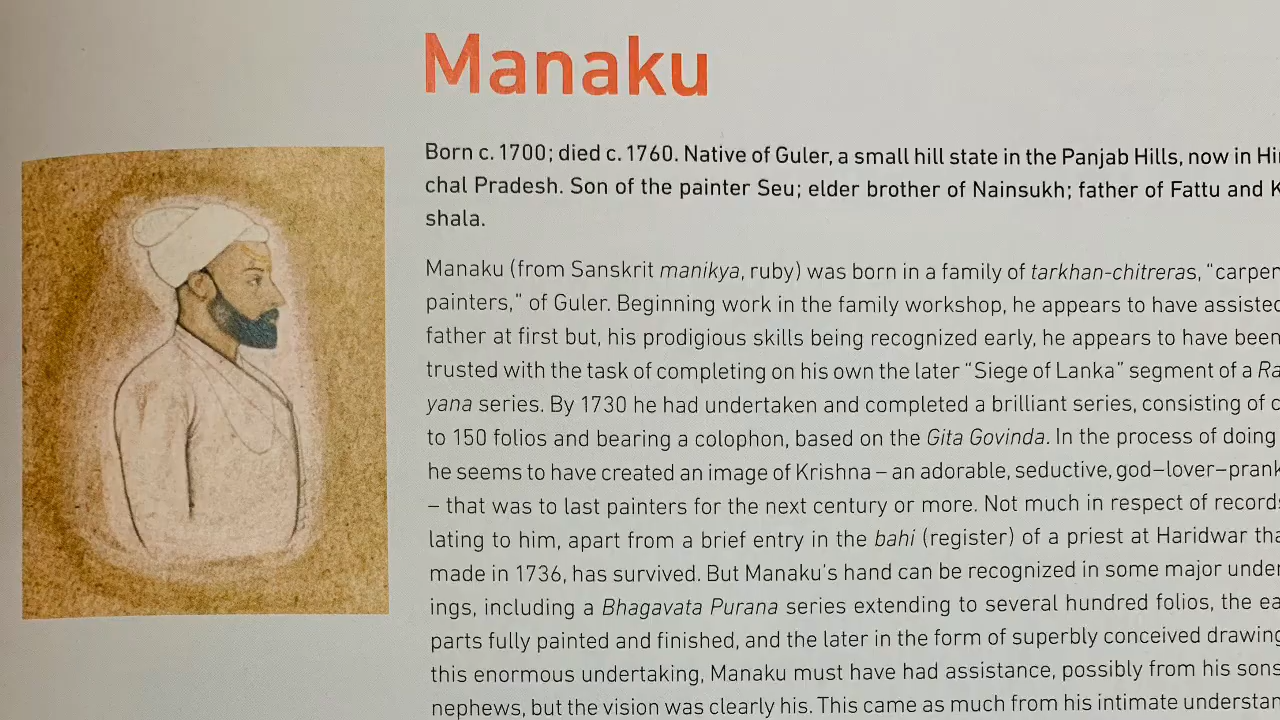 Manaku
Born c. 1700; died c. 1760. Native of Guler, a small hill state in the Panjab Hills, now in
chal Pradesh. Son of the painter Seu; elder brother of Nainsukh; father of Fattu and
shala.
Manaku (from Sanskrit manikya, ruby) was born in a family of tarkhan-chitreras, “carpen
painters,” of Guler. Beginning work in the family workshop, he appears to have assisted
father at first but, his prodigious skills being recognized early, he appears to have been
trusted with the task of completing on his own the later “Siege of Lanka” segment of a Ra
yana series. By 1730 he had undertaken and completed a brilliant series, consisting of
to 150 folios and bearing a colophon, based on the Gita Govinda. In the process of doing
he seems to have created an image of Krishna – an adorable, seductive, god–lover–prank
– that was to last painters for the next century or more. Not much in respect of record
lating to him, apart from a brief entry in the bahi (register) of a priest at Haridwar tha
made in 1736, has survived. But Manaku's hand can be recognized in some major under
ings, including a Bhagavata Purana series extending to several hundred folios, the ea
parts fully painted and finished, and the later in the form of superbly conceived drawing
this enormous undertaking, Manaku must have had assistance, possibly from his sons
nephews, but the vision was clearly his. This came as much from his intimate understan